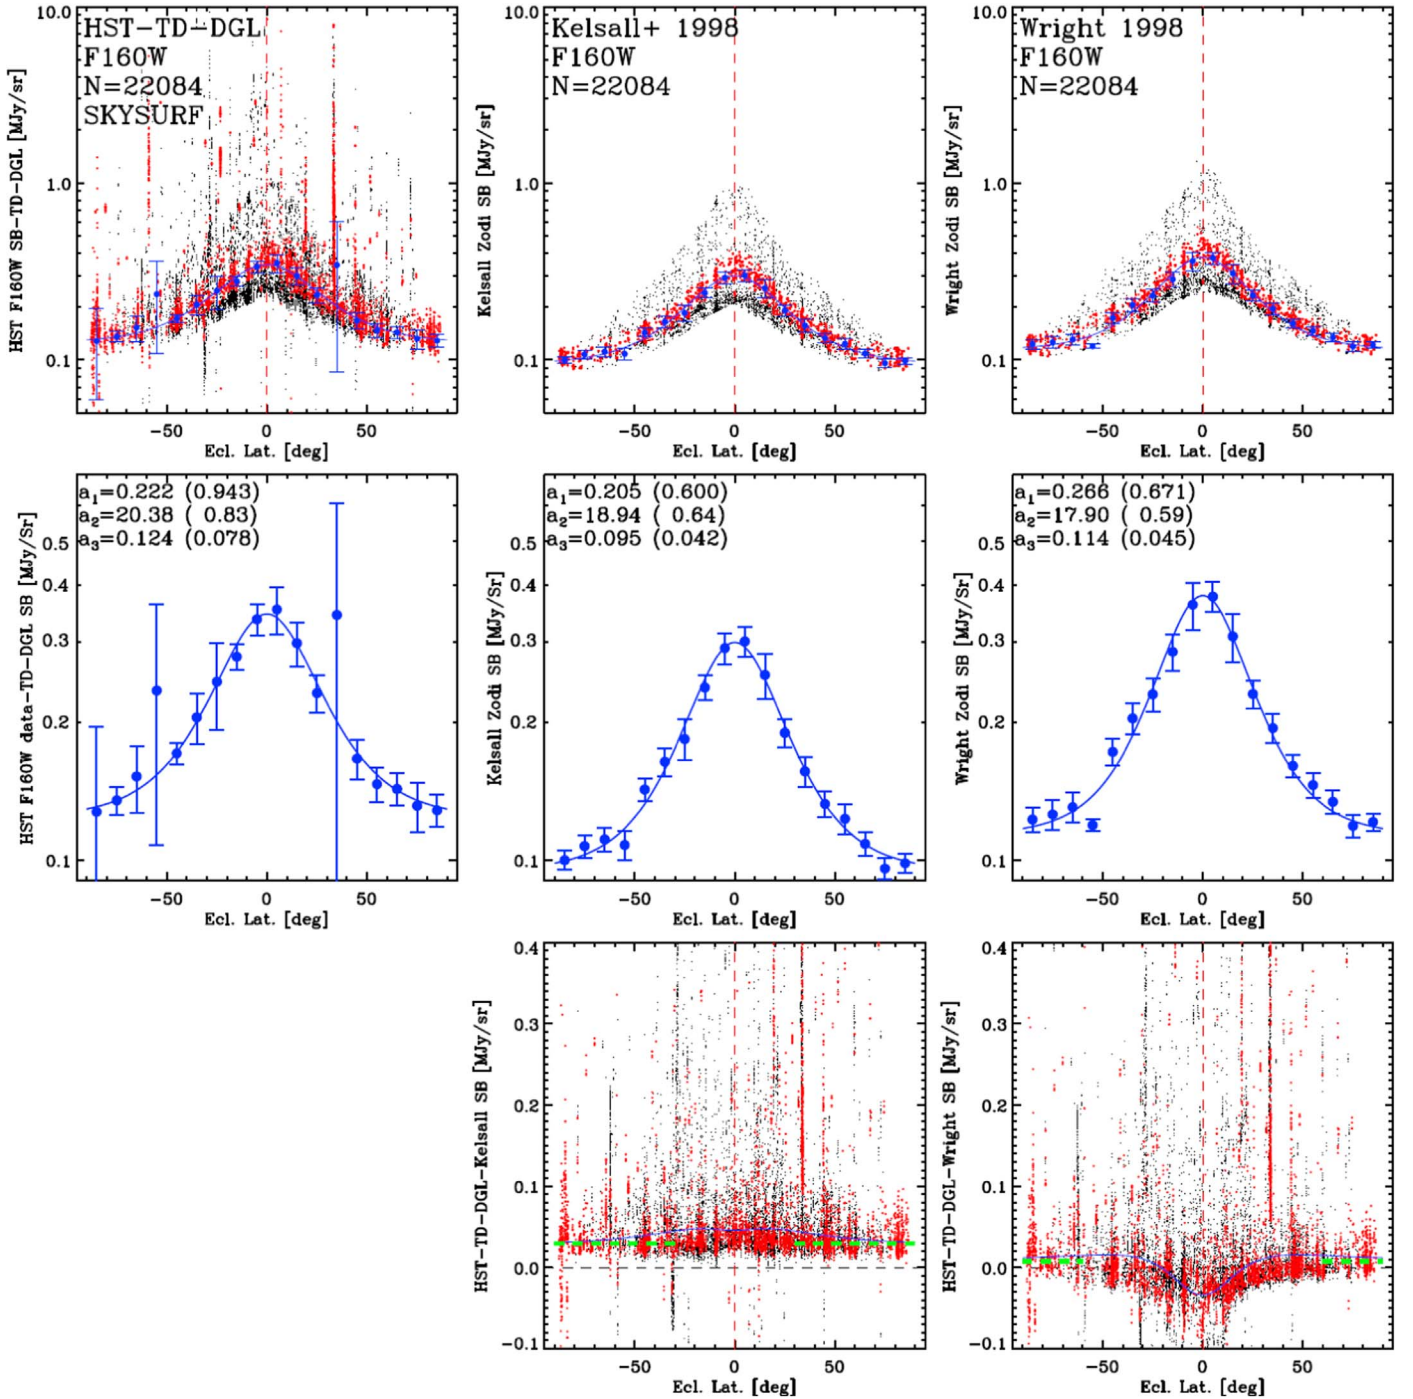 HST-TD-DGL
F160W
N=22084
SKYSURF
HST F160W SB-TD-DGL [MJy/sr]
10.0
1.0
0.1
-50
0
50
Ecl. Lat. [deg]
Kelsall+ 1998
F160W
N=22084
Kelsall Zodi SB [MJy/sr]
10.0
1.0
0.1
-50
0
50
Ecl. Lat. [deg]
Wright 1998
F160W
N=22084
Wright Zodi SB [MJy/sr]
10.0
1.0
0.1
-50
0
50
Ecl. Lat. [deg]
a₁=0.222 (0.943)
a₂=20.38 ( 0.83)
a₃=0.124 (0.078)
HST F160W data-TD-DGL SB [MJy/Sr]
0.5
0.4
0.3
0.2
0.1
-50
0
50
Ecl. Lat. [deg]
a₁=0.205 (0.600)
a₂=18.94 ( 0.64)
a₃=0.095 (0.042)
Kelsall Zodi SB [MJy/Sr]
0.5
0.4
0.3
0.2
0.1
-50
0
50
Ecl. Lat. [deg]
a₁=0.266 (0.671)
a₂=17.90 ( 0.59)
a₃=0.114 (0.045)
Wright Zodi SB [MJy/Sr]
0.5
0.4
0.3
0.2
0.1
-50
0
50
Ecl. Lat. [deg]
HST-TD-DGL-Kelsall SB [MJy/sr]
0.4
0.3
0.2
0.1
0.0
-0.1
-50
0
50
Ecl. Lat. [deg]
HST-TD-DGL-Wright SB [MJy/sr]
0.4
0.3
0.2
0.1
0.0
-0.1
-50
0
50
Ecl. Lat. [deg]